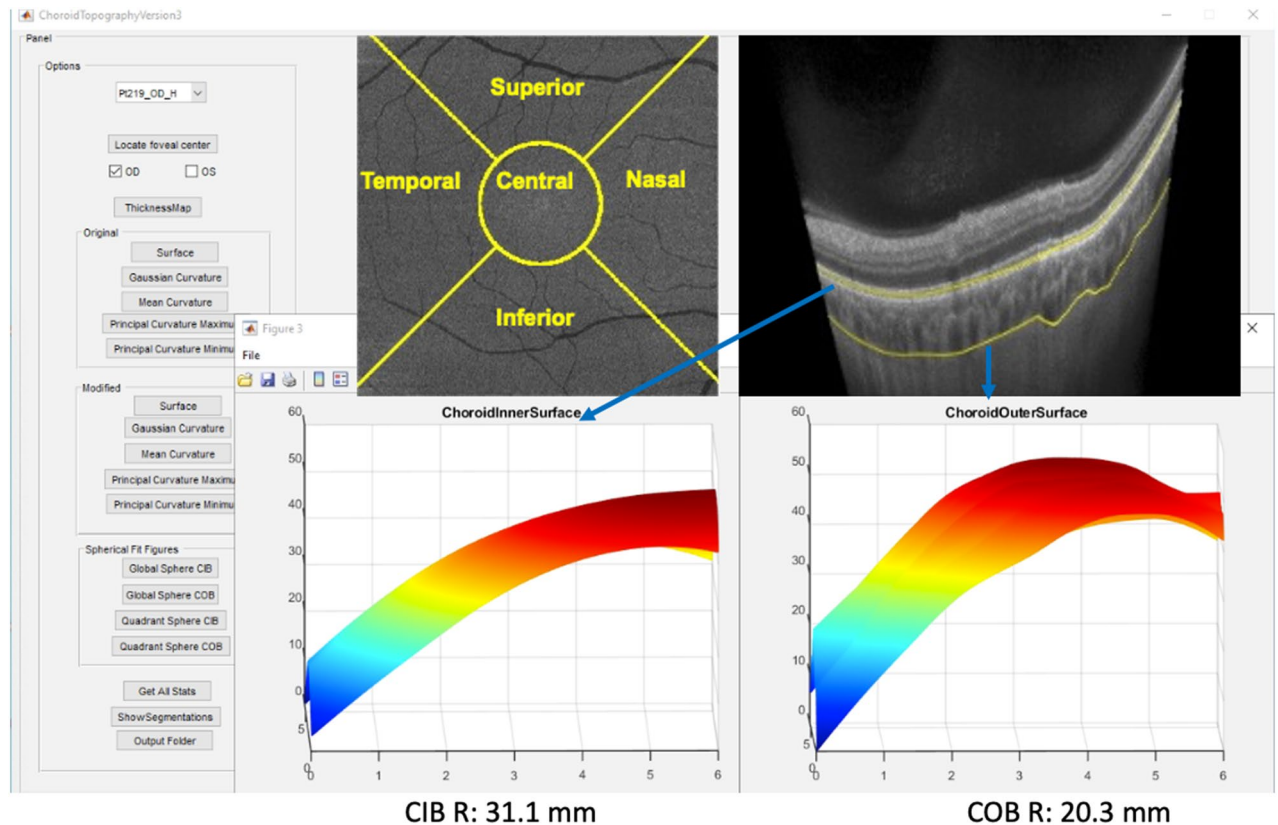 ChoroidTopographyVersion3
Panel
Options
Pt219_OD_H
Locate foveal center
OD
OS
ThicknessMap
Original
Surface
Gaussian Curvature
Mean Curvature
Principal Curvature Maximu
Principal Curvature Minimu
Modified
Surface
Gaussian Curvature
Mean Curvature
Principal Curvature Maximu
Principal Curvature Minimu
Spherical Fit Figures
Global Sphere CIB
Global Sphere COB
Quadrant Sphere CIB
Quadrant Sphere COB
Get All Stats
ShowSegmentations
Output Folder
Superior
Temporal
Central
Nasal
Inferior
Figure 3
File
ChoroidInnerSurface
60
50
40
30
20
10
0
5
0
1
2
3
4
5
6
ChoroidOuterSurface
60
50
40
30
20
10
0
5
0
1
2
3
4
5
6
CIB R: 31.1 mm
COB R: 20.3 mm